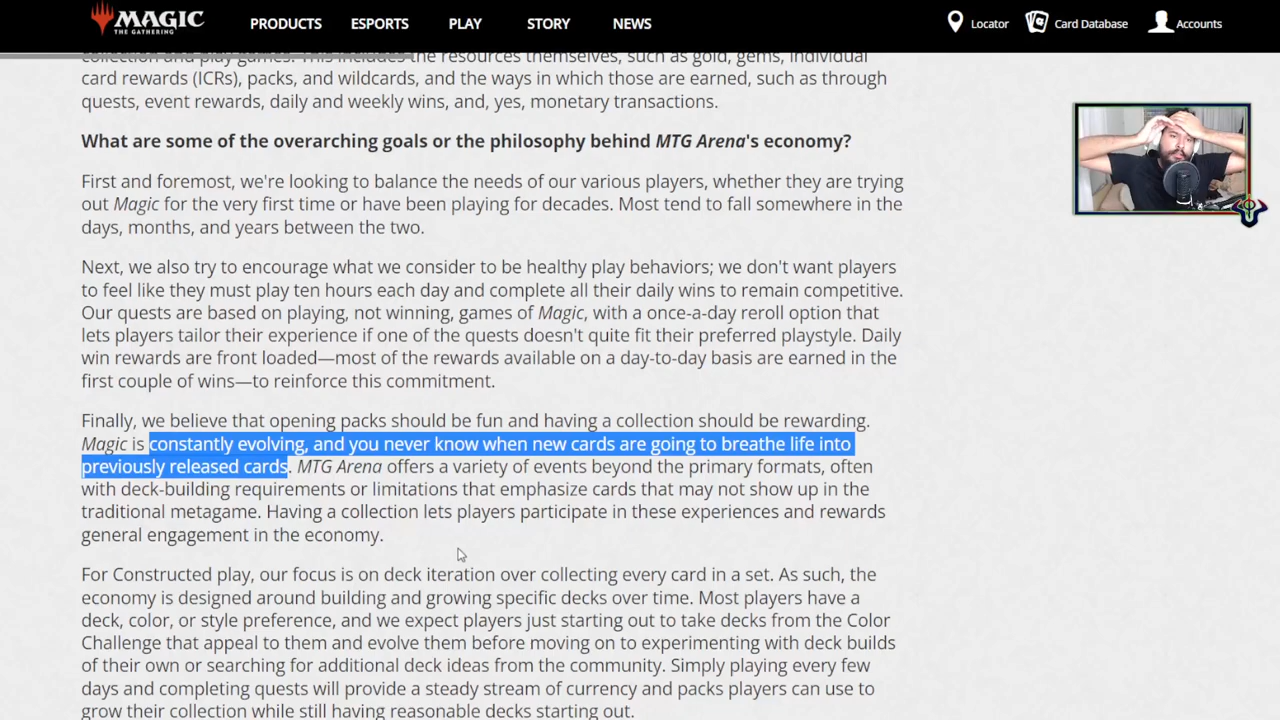 MAGIC
THE GATHERING
PRODUCTS
ESPORTS
PLAY
STORY
NEWS
Locator
Card Database
Accounts
collection and play games. This includes the resources themselves, such as gold, gems, individual
card rewards (ICRs), packs, and wildcards, and the ways in which those are earned, such as through
quests, event rewards, daily and weekly wins, and, yes, monetary transactions.
What are some of the overarching goals or the philosophy behind MTG Arena's economy?
First and foremost, we're looking to balance the needs of our various players, whether they are trying
out Magic for the very first time or have been playing for decades. Most tend to fall somewhere in the
days, months, and years between the two.
Next, we also try to encourage what we consider to be healthy play behaviors; we don't want players
to feel like they must play ten hours each day and complete all their daily wins to remain competitive.
Our quests are based on playing, not winning, games of Magic, with a once-a-day reroll option that
lets players tailor their experience if one of the quests doesn't quite fit their preferred playstyle. Daily
win rewards are front loaded—most of the rewards available on a day-to-day basis are earned in the
first couple of wins—to reinforce this commitment.
Finally, we believe that opening packs should be fun and having a collection should be rewarding.
Magic is constantly evolving, and you never know when new cards are going to breathe life into
previously released cards. MTG Arena offers a variety of events beyond the primary formats, often
with deck-building requirements or limitations that emphasize cards that may not show up in the
traditional metagame. Having a collection lets players participate in these experiences and rewards
general engagement in the economy.
For Constructed play, our focus is on deck iteration over collecting every card in a set. As such, the
economy is designed around building and growing specific decks over time. Most players have a
deck, color, or style preference, and we expect players just starting out to take decks from the Color
Challenge that appeal to them and evolve them before moving on to experimenting with deck builds
of their own or searching for additional deck ideas from the community. Simply playing every few
days and completing quests will provide a steady stream of currency and packs players can use to
grow their collection while still having reasonable decks starting out.